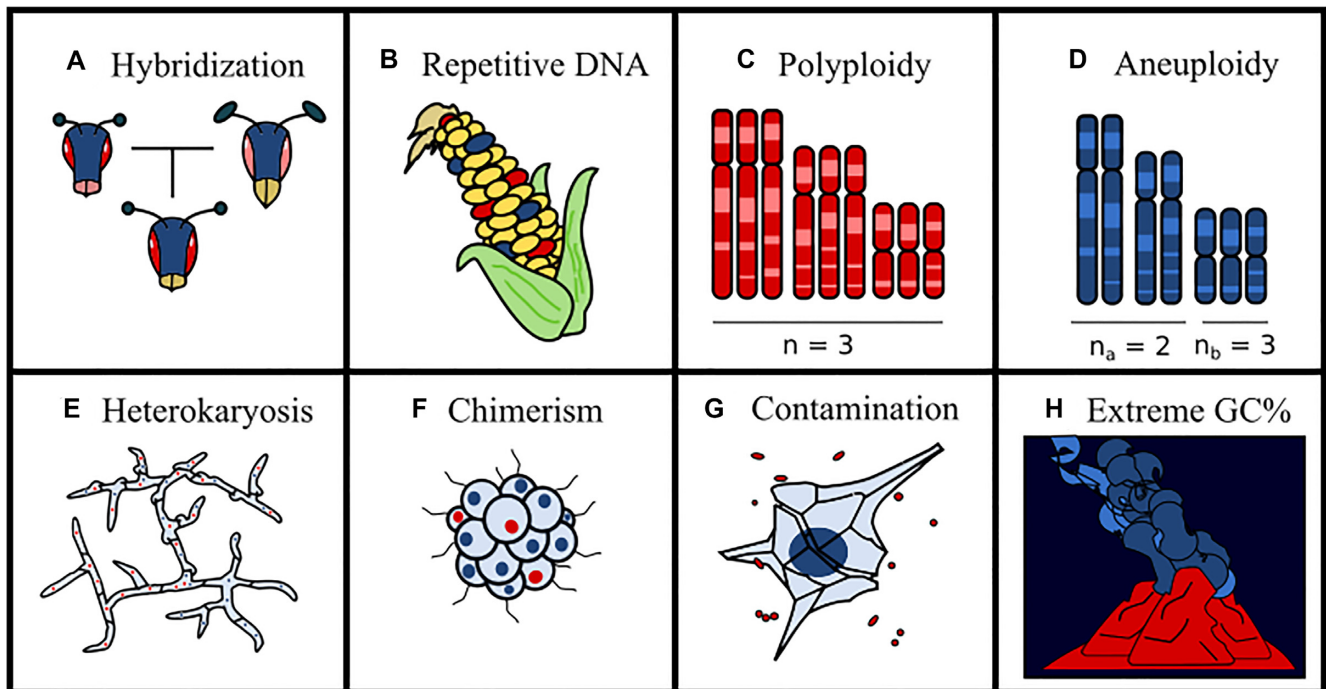 A Hybridization
B Repetitive DNA
C Polyploidy
n = 3
D Aneuploidy
na = 2 nb = 3
E Heterokaryosis
F Chimerism
G Contamination
H Extreme GC%